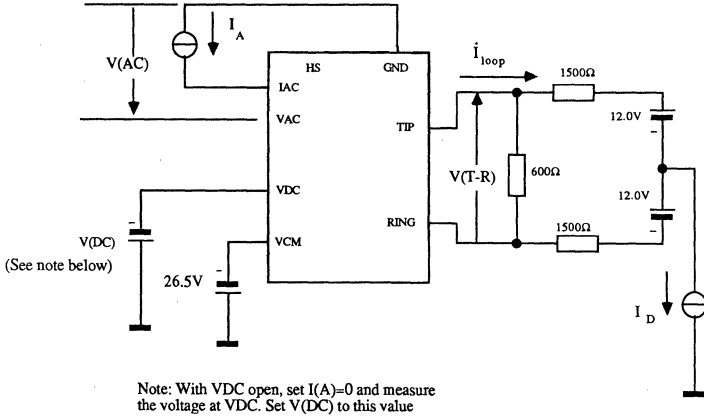 I A
V(AC)
HS
GND
Îloop
IAC
1500Ω
VAC
12.0V
TIP
V(T-R)
600Ω
12.0V
VDC
RING
1500Ω
V(DC)
(See note below)
VCM
26.5V
I D
Note: With VDC open, set I(A)=0 and measure
the voltage at VDC. Set V(DC) to this value